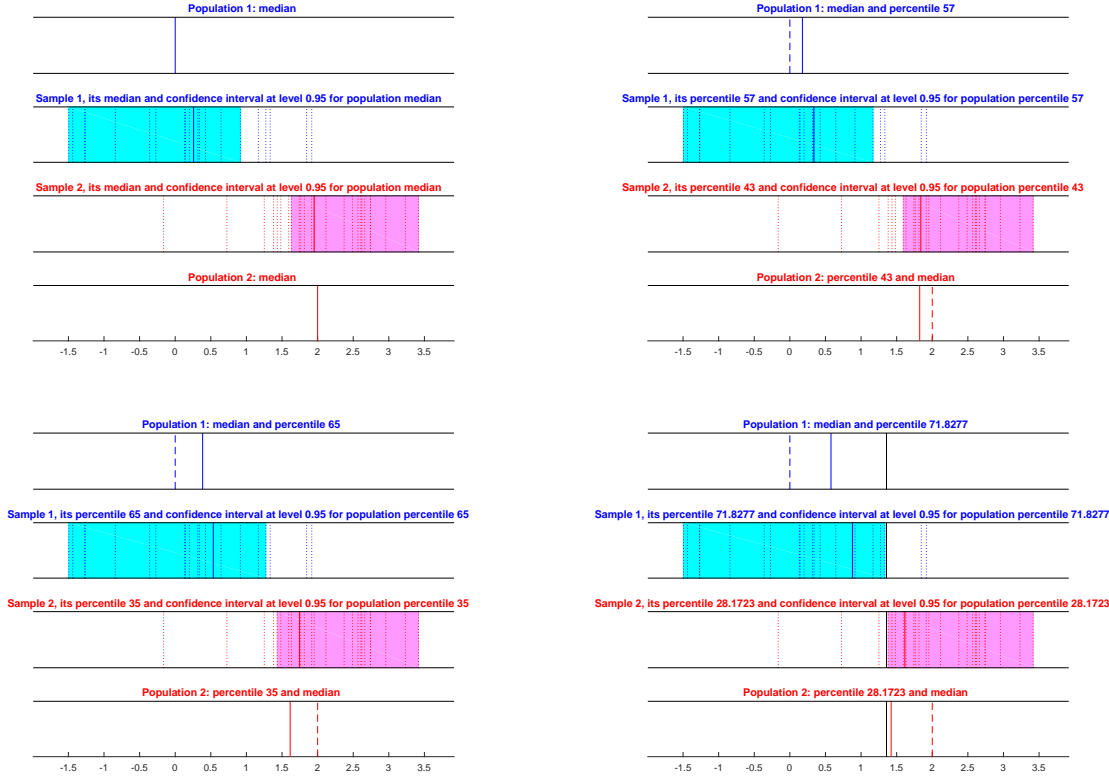 Population 1: median
Sample 1, its median and confidence interval at level 0.95 for population median
Sample 2, its median and confidence interval at level 0.95 for population median
Population 2: median
-1.5 -1 -0.5 0 0.5 1 1.5 2 2.5 3 3.5
Population 1: median and percentile 57
Sample 1, its percentile 57 and confidence interval at level 0.95 for population percentile 57
Sample 2, its percentile 43 and confidence interval at level 0.95 for population percentile 43
Population 2: percentile 43 and median
-1.5 -1 -0.5 0 0.5 1 1.5 2 2.5 3 3.5
Population 1: median and percentile 65
Sample 1, its percentile 65 and confidence interval at level 0.95 for population percentile 65
Sample 2, its percentile 35 and confidence interval at level 0.95 for population percentile 35
Population 2: percentile 35 and median
-1.5 -1 -0.5 0 0.5 1 1.5 2 2.5 3 3.5
Population 1: median and percentile 71.8277
Sample 1, its percentile 71.8277 and confidence interval at level 0.95 for population percentile 71.8277
Sample 2, its percentile 28.1723 and confidence interval at level 0.95 for population percentile 28.1723
Population 2: percentile 28.1723 and median
-1.5 -1 -0.5 0 0.5 1 1.5 2 2.5 3 3.5